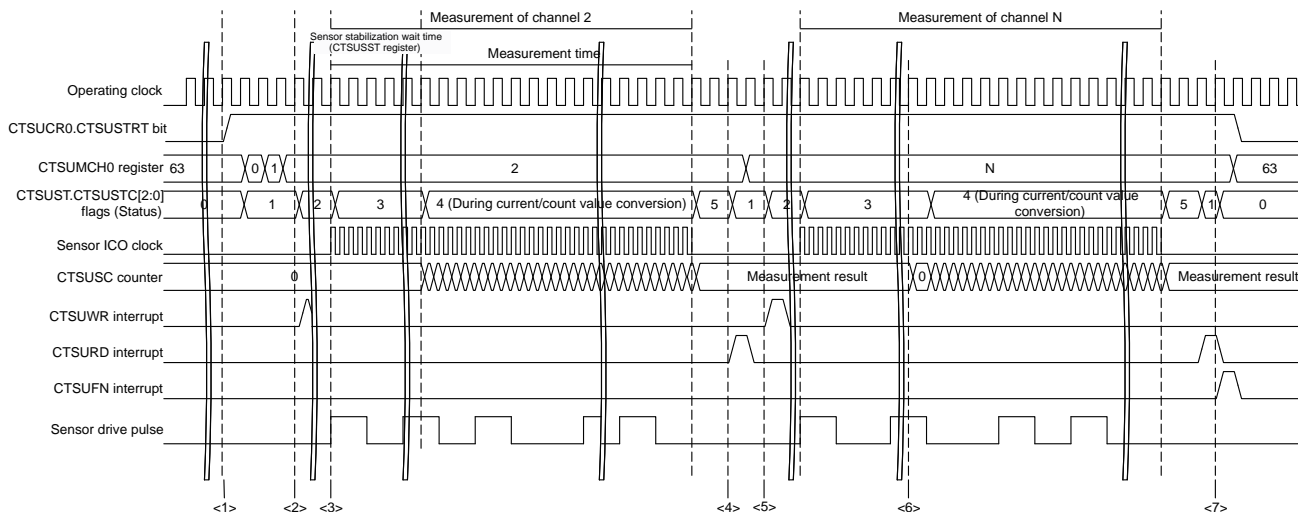 Measurement of channel 2
Measurement of channel N
Sensor stabilization wait time
(CTSUSST register)
Measurement time
Operating clock
CTSUCR0.CTSUSTRT bit
CTSUMCH0 register
63
0
1
2
N
63
CTSUST.CTSUSTC[2:0]
flags (Status)
0
1
2
3
4 (During current/count value conversion)
5
1
2
3
4 (During current/count value
conversion)
5
1
0
Sensor ICO clock
CTSUSC counter
0
Measurement result
0
Measurement result
CTSUWR interrupt
CTSURD interrupt
CTSUFN interrupt
Sensor drive pulse
<1>
<2>
<3>
<4>
<5>
<6>
<7>